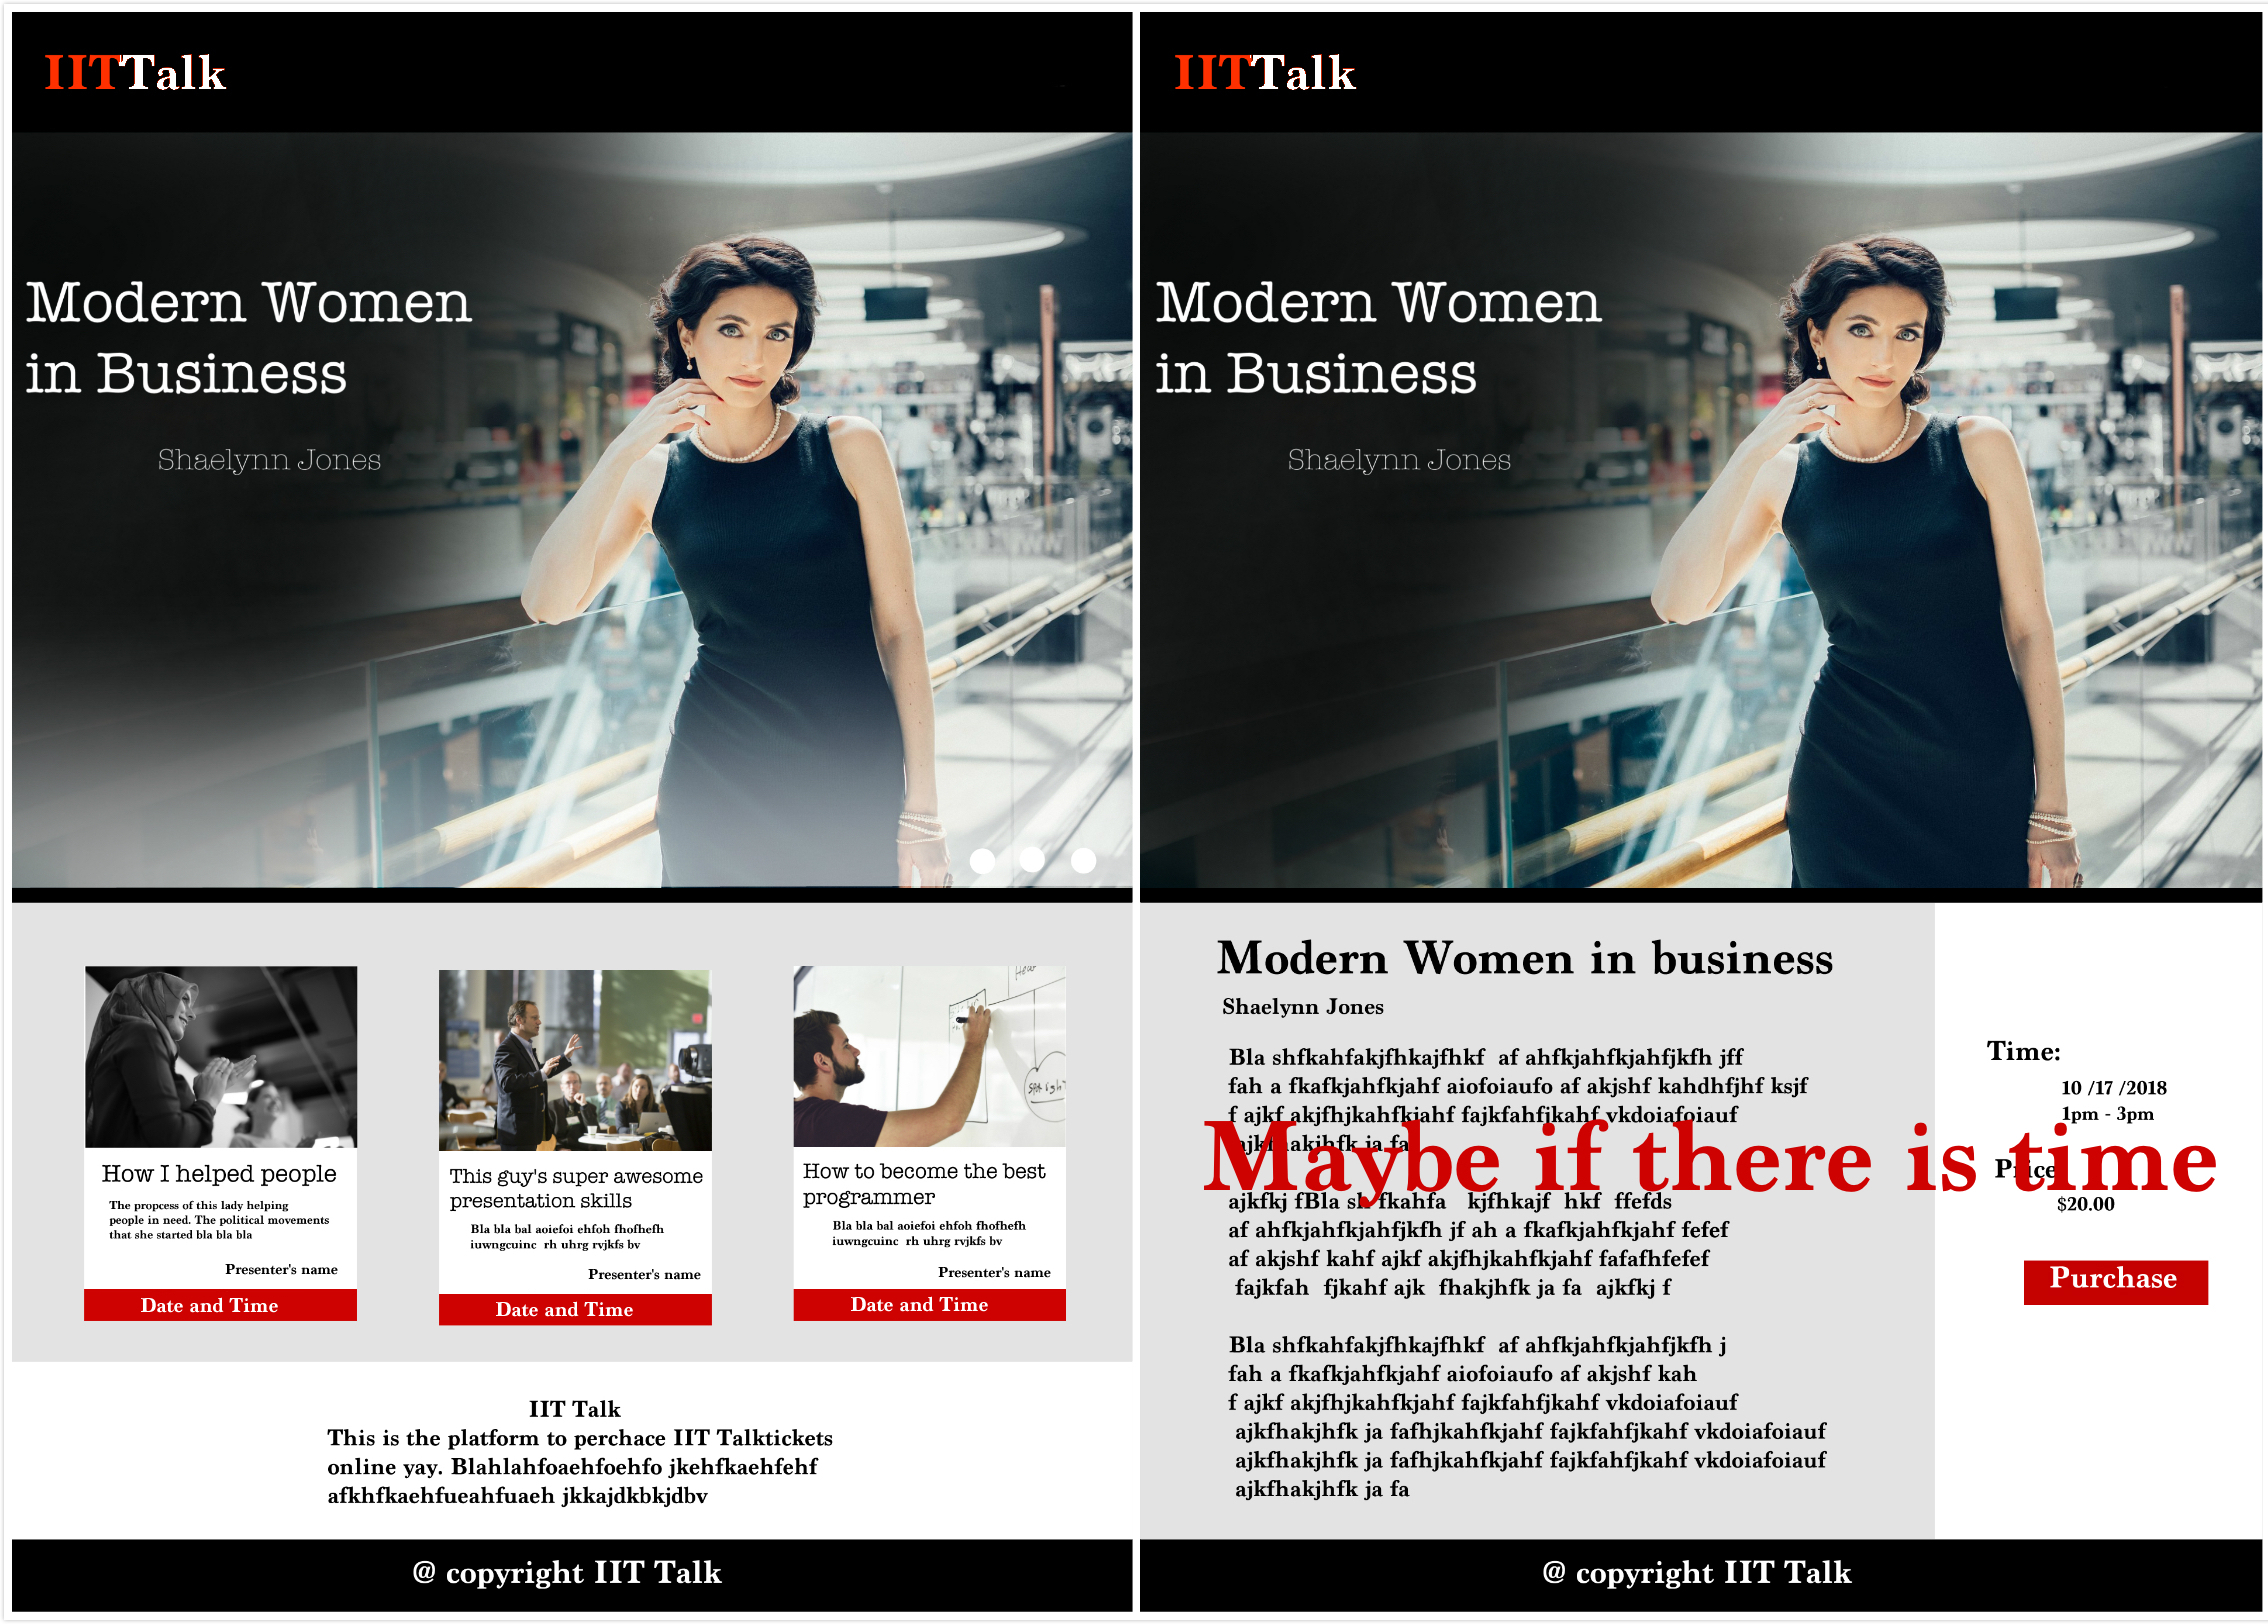 IITTalk
Modern Women
in Business
Shaelynn Jones
How I helped people
The propcess of this lady helping
people in need. The political movements
that she started bla bla bla
Presenter's name
Date and Time
This guy's super awesome
presentation skills
Bla bla bal aoiefoi ehfoh fhofhefh
iuwngcuinc rh uhrg rvjkfs bv
Presenter's name
Date and Time
How to become the best
programmer
Bla bla bal aoiefoi ehfoh fhofhefh
iuwngcuinc rh uhrg rvjkfs bv
Presenter's name
Date and Time
IIT Talk
This is the platform to perchace IIT Talktickets
online yay. Blahlahfoaehfoehfo jkehfkaehfehf
afkhfkaehfueahfuaeh jkkajdkbkjdbv
@ copyright IIT Talk
IITTalk
Modern Women
in Business
Shaelynn Jones
Modern Women in business
Shaelynn Jones
Bla shfkahfakjfhkajfhkf af ahfkjahfkjahfjkfh jff
fah a fkafkjahfkjahf aiofoiaufo af akjshf kahdhfjhf ksjf
f ajkf akjfhjkahfkjahf fajkfahfjkahf vkdoiafoiauf
ja fa
Maybe if there is time
ajkfkj fBla fkahfa kjfhkajf hkf ffefds
af ahfkjahfkjahfjkfh jf ah a fkafkjahfkjahf fefef
af akjshf kahf ajkf akjfhjkahfkjahf fafafhfefef
fajkfah fjkahf ajk fhakjhfk ja fa ajkfkj f
Bla shfkahfakjfhkajfhkf af ahfkjahfkjahfjkfh j
fah a fkafkjahfkjahf aiofoiaufo af akjshf kah
f ajkf akjfhjkahfkjahf fajkfahfjkahf vkdoiafoiauf
ajkfhakjhfk ja fafhjkahfkjahf fajkfahfjkahf vkdoiafoiauf
ajkfhakjhfk ja fafhjkahfkjahf fajkfahfjkahf vkdoiafoiauf
ajkfhakjhfk ja fa
Time:
10 /17 /2018
1pm - 3pm
Price
$20.00
Purchase
@ copyright IIT Talk